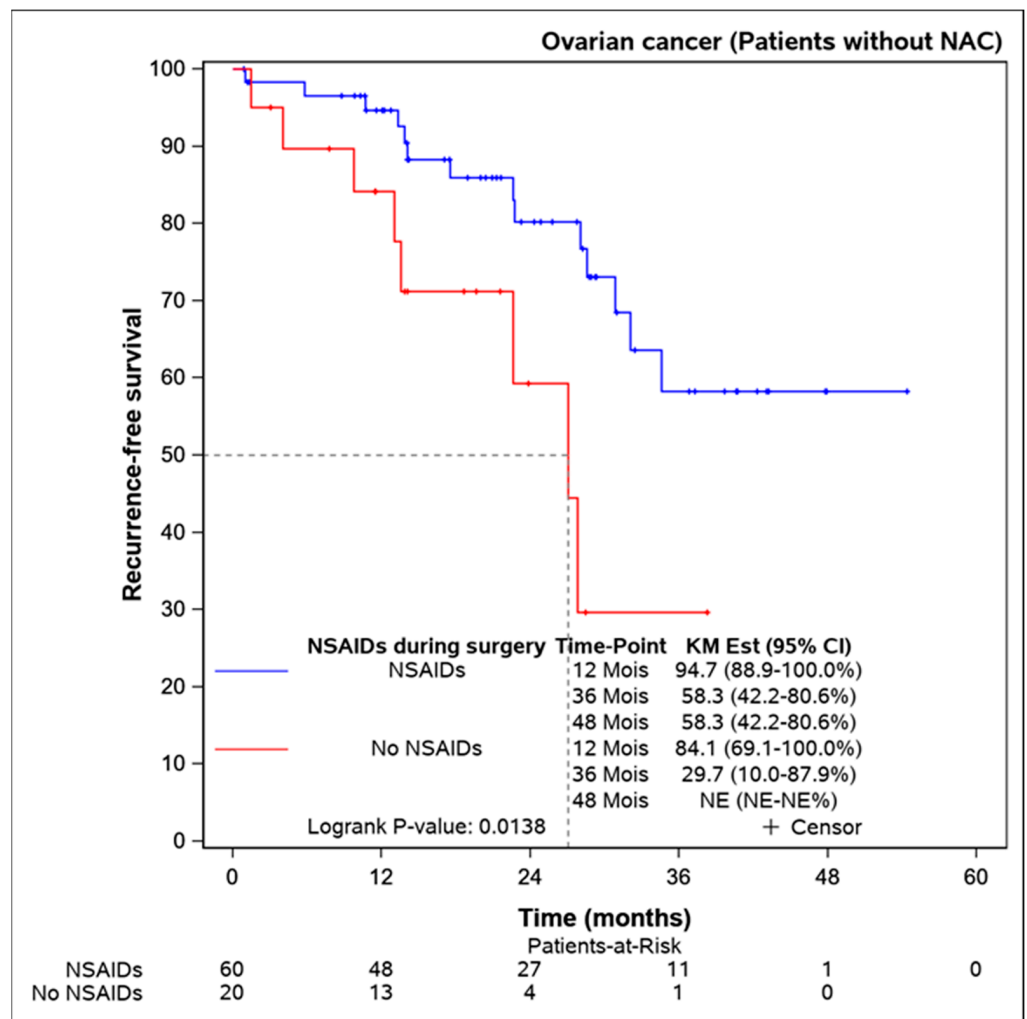 Ovarian cancer (Patients without NAC)
100
90
80
70
60
50
40
30
20
10
0
Recurrence-free survival
NSAIDs during surgery Time-Point KM Est (95% CI)
NSAIDs 12 Mois 94.7 (88.9-100.0%)
36 Mois 58.3 (42.2-80.6%)
48 Mois 58.3 (42.2-80.6%)
No NSAIDs 12 Mois 84.1 (69.1-100.0%)
36 Mois 29.7 (10.0-87.9%)
48 Mois NE (NE-NE%)
Logrank P-value: 0.0138 + Censor
0 12 24 36 48 60
Time (months)
Patients-at-Risk
NSAIDs 60 48 27 11 1 0
No NSAIDs 20 13 4 1 0